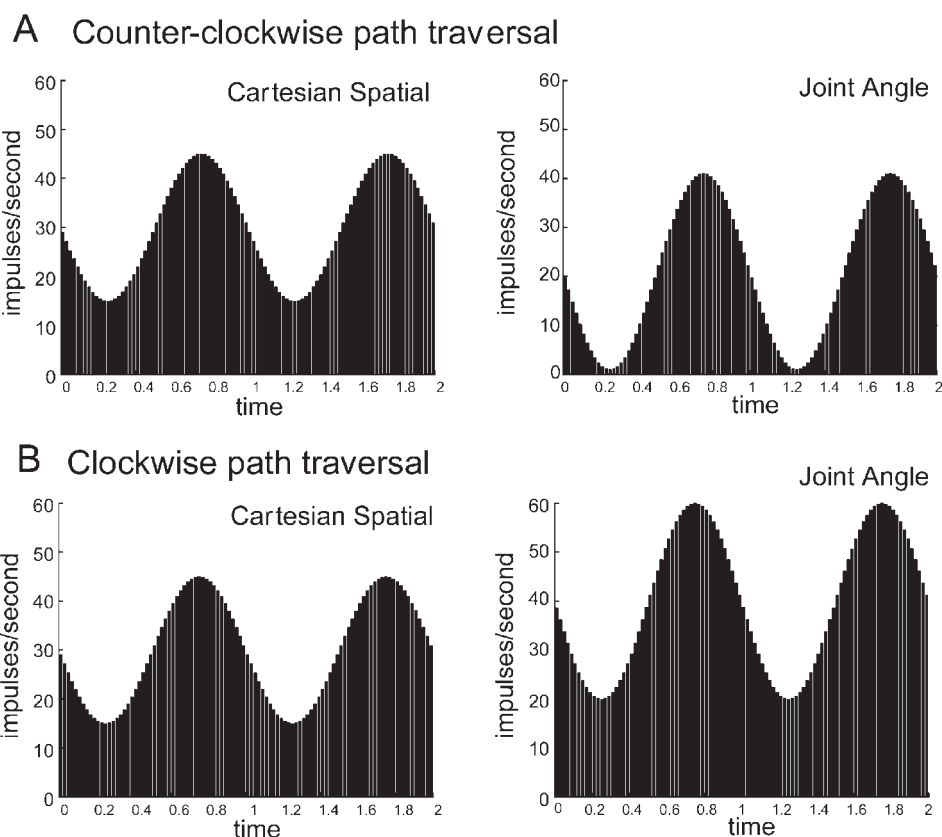 A Counter-clockwise path traversal
Cartesian Spatial
impulses/second
60
50
40
30
20
10
0
0 0.2 0.4 0.6 0.8 1 1.2 1.4 1.6 1.8 2
time
Joint Angle
impulses/second
60
50
40
30
20
10
0
0 0.2 0.4 0.6 0.8 1 1.2 1.4 1.6 1.8 2
time
B Clockwise path traversal
Cartesian Spatial
impulses/second
60
50
40
30
20
10
0
0 0.2 0.4 0.6 0.8 1 1.2 1.4 1.6 1.8 2
time
Joint Angle
impulses/second
60
50
40
30
20
10
0
0 0.2 0.4 0.6 0.8 1 1.2 1.4 1.6 1.8 2
time